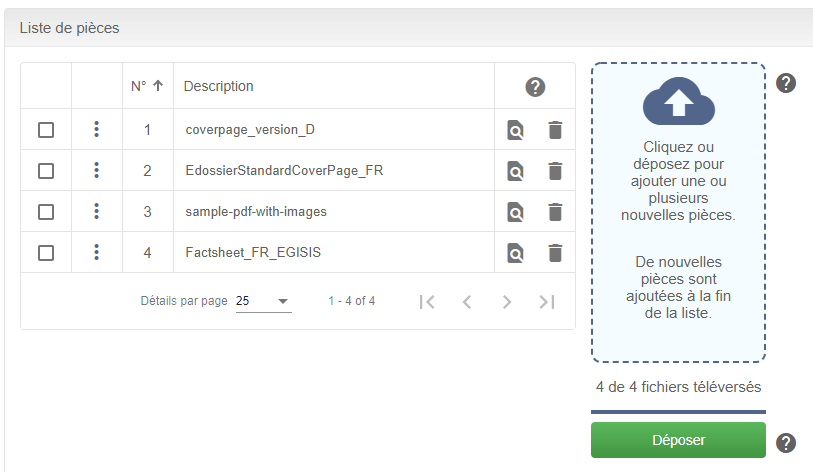 Liste de pièces
N° Description
1 coverpage_version_D
2 EdossierStandardCoverPage_FR
3 sample-pdf-with-images
4 Factsheet_FR_EGISIS
Détails par page 25 1 - 4 of 4
Cliquez ou
déposez pour
ajouter une ou
plusieurs
nouvelles pièces.
De nouvelles
pièces sont
ajoutées à la fin
de la liste.
4 de 4 fichiers téléversés
Déposer